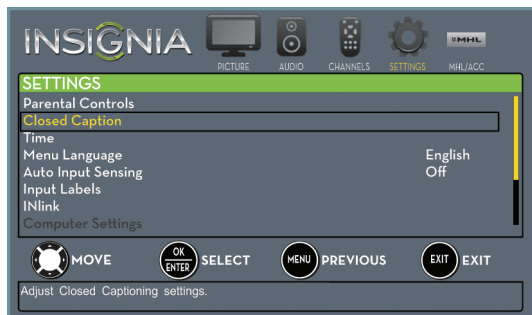 INSIGNIA
MHL
PICTURE AUDIO CHANNELS SETTINGS MHL/ACC
SETTINGS
Parental Controls
Closed Caption
Time
Menu Language English
Auto Input Sensing Off
Input Labels
INlink
Computer Settings
MOVE OK ENTER SELECT MENU PREVIOUS EXIT EXIT
Adjust Closed Captioning settings.